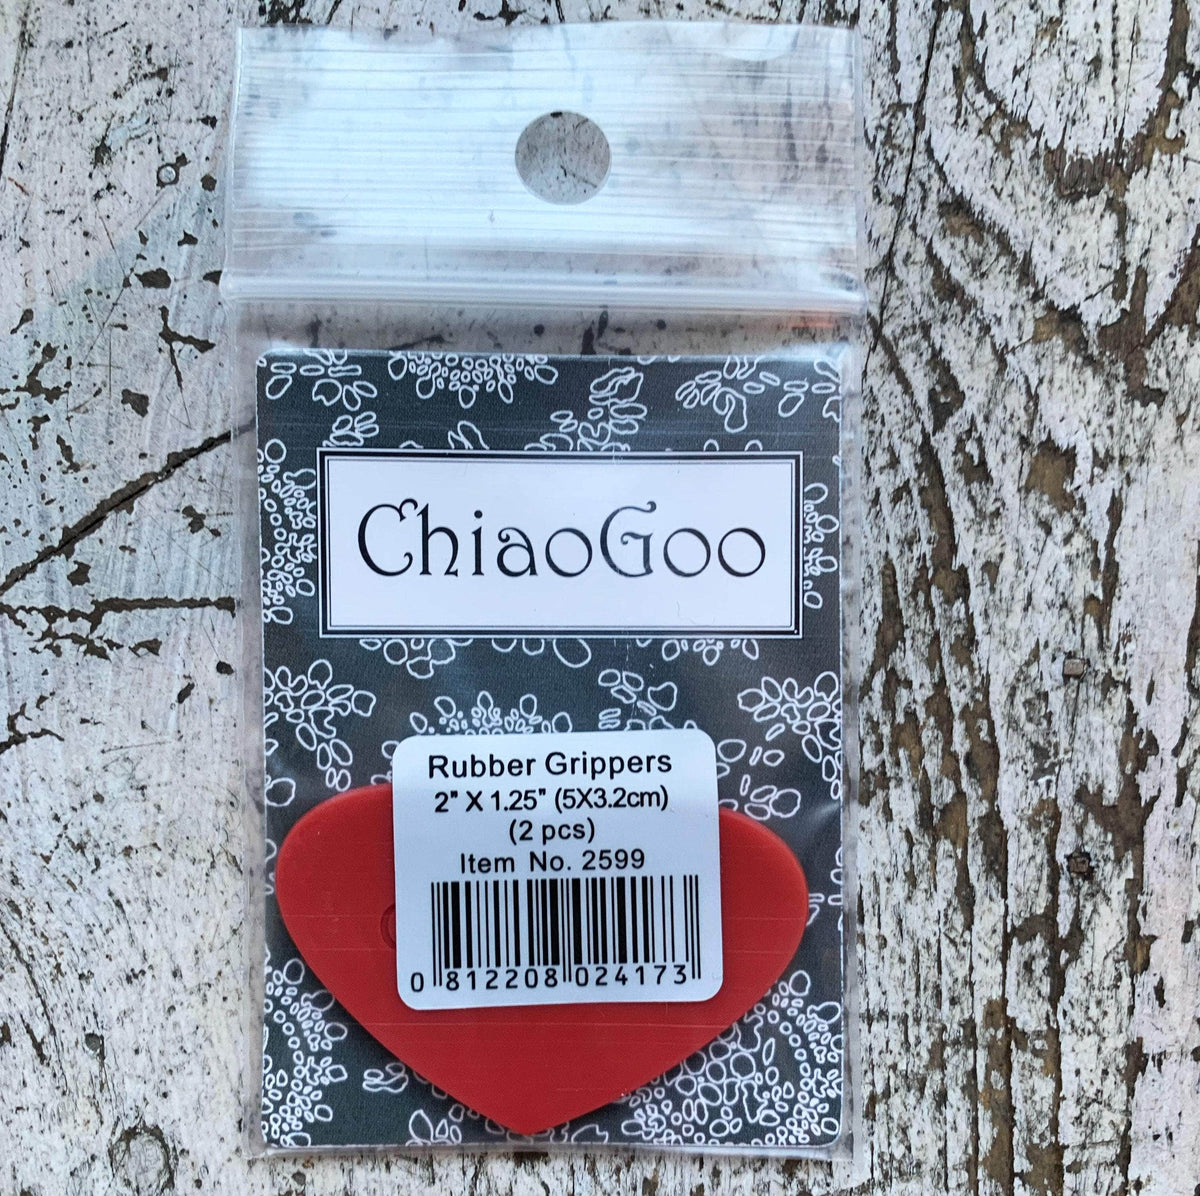 ChiaoGoo
Rubber Grippers
2" X 1.25" (5X3.2cm)
(2 pcs)
Item No. 2599
0 812208 024173